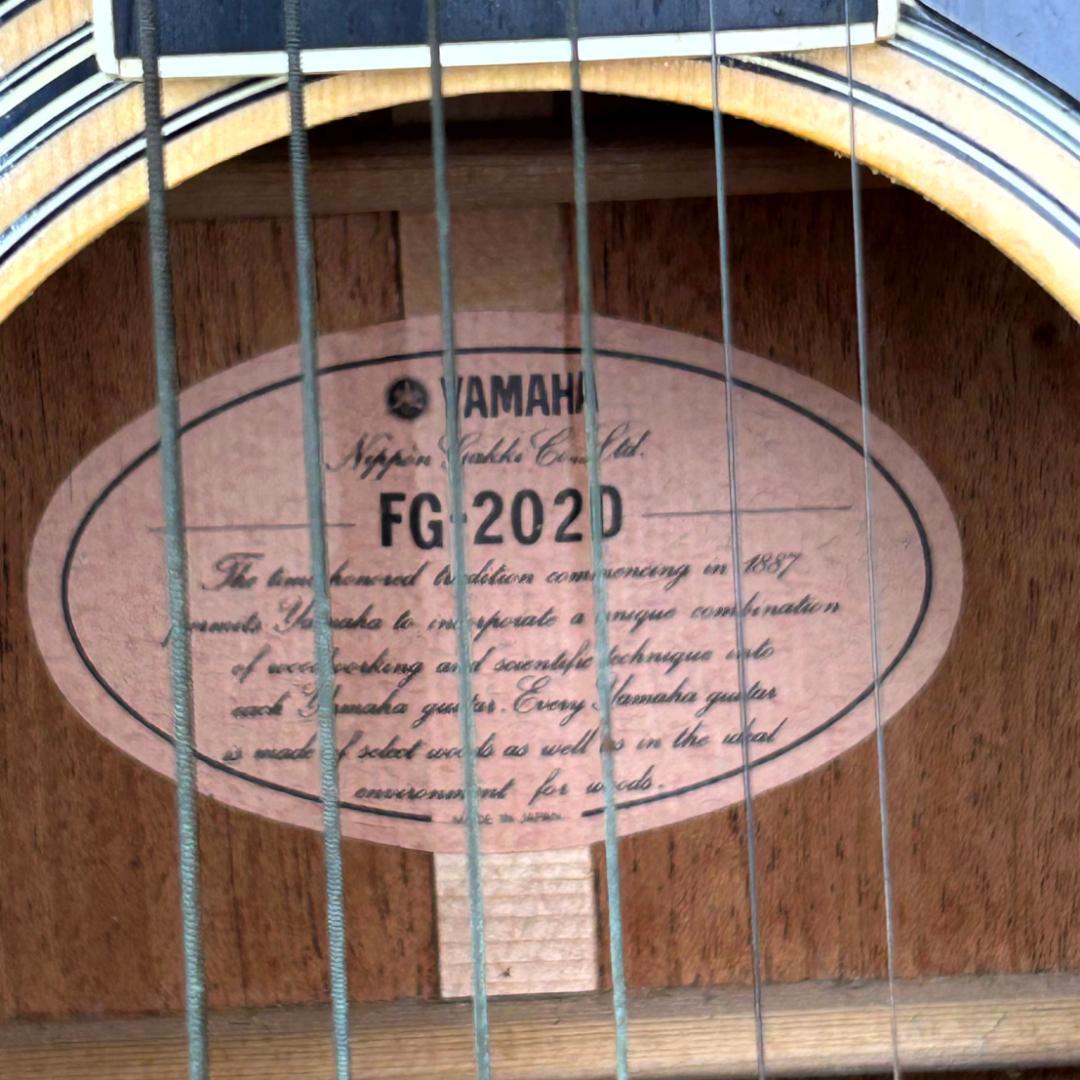 YAMAHA
Nippon Gakki Co., Ltd.
FG-202D
The time honored tradition commencing in 1887
permits Yamaha to incorporate a unique combination
of woodworking and scientific technique into
each Yamaha guitar. Every Yamaha guitar
is made of select woods as well as in the ideal
environment for woods.
MADE IN JAPAN